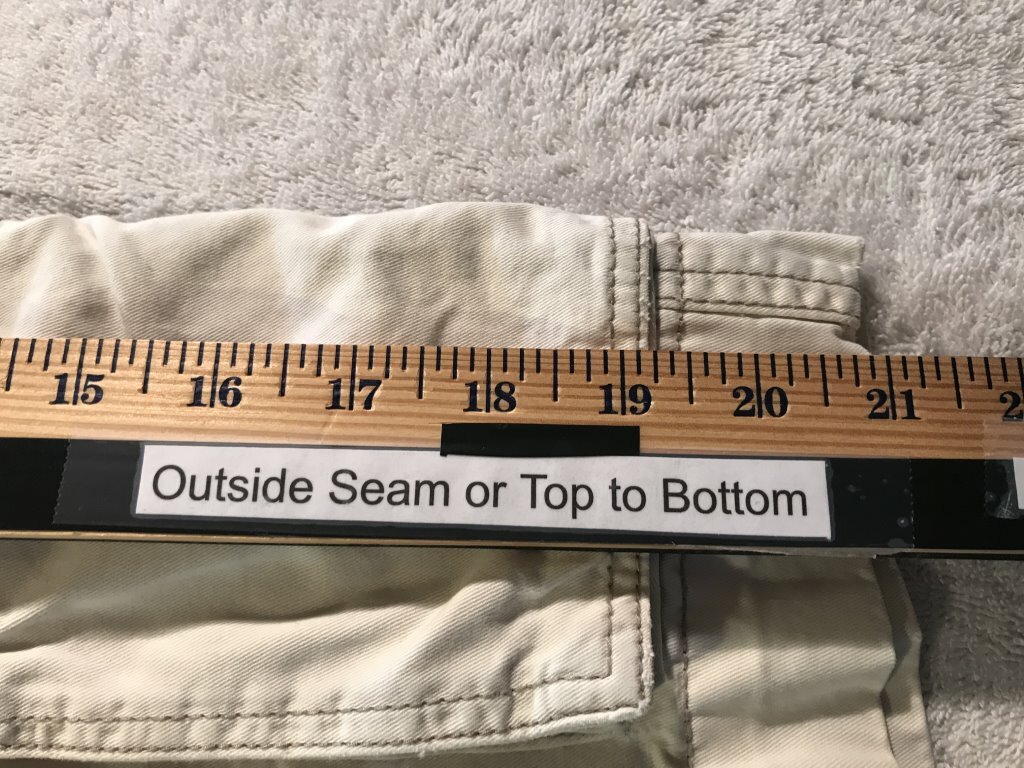 15 16 17 18 19 20 21
Outside Seam or Top to Bottom